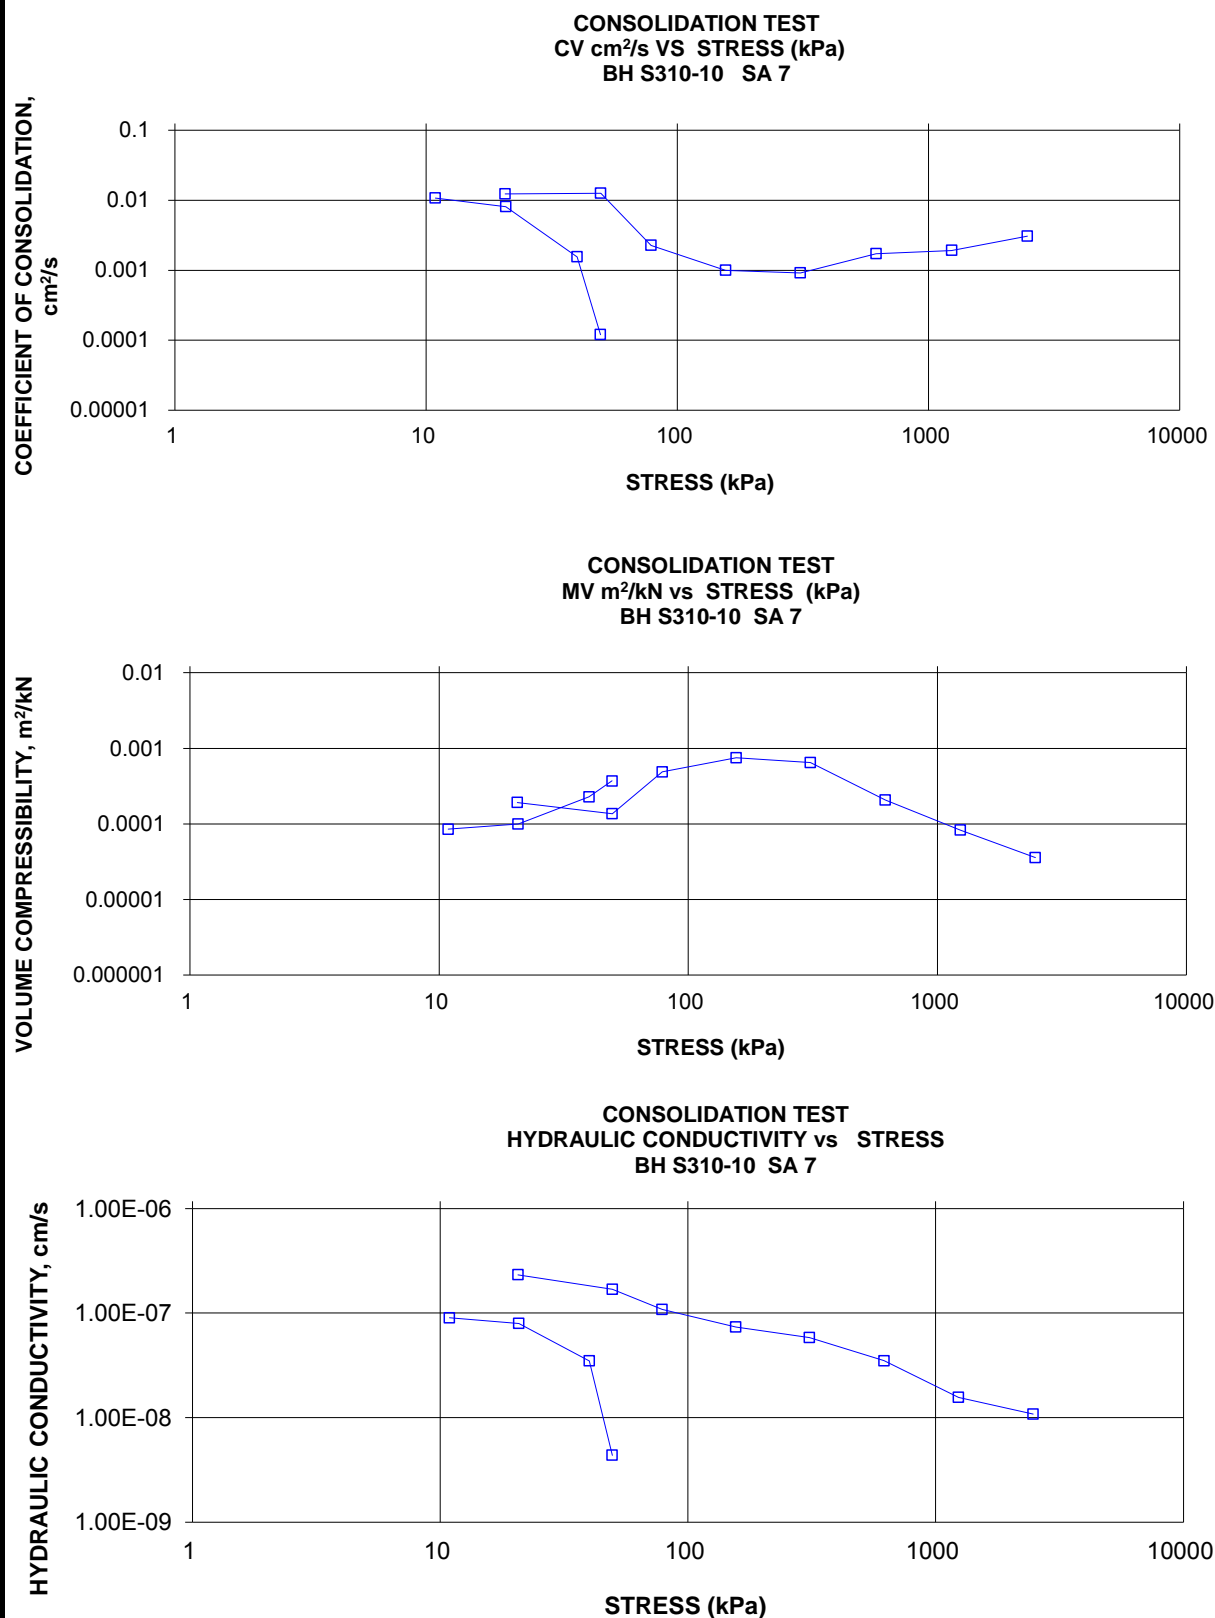 CONSOLIDATION TEST
CV cm²/s VS STRESS (kPa)
BH S310-10 SA 7
COEFFICIENT OF CONSOLIDATION,
cm²/s
0.1
0.01
0.001
0.0001
0.00001
1 10 100 1000 10000
STRESS (kPa)
CONSOLIDATION TEST
MV m²/kN vs STRESS (kPa)
BH S310-10 SA 7
VOLUME COMPRESSIBILITY, m²/kN
0.01
0.001
0.0001
0.00001
0.000001
1 10 100 1000 10000
STRESS (kPa)
CONSOLIDATION TEST
HYDRAULIC CONDUCTIVITY vs STRESS
BH S310-10 SA 7
HYDRAULIC CONDUCTIVITY, cm/s
1.00E-06
1.00E-07
1.00E-08
1.00E-09
1 10 100 1000 10000
STRESS (kPa)